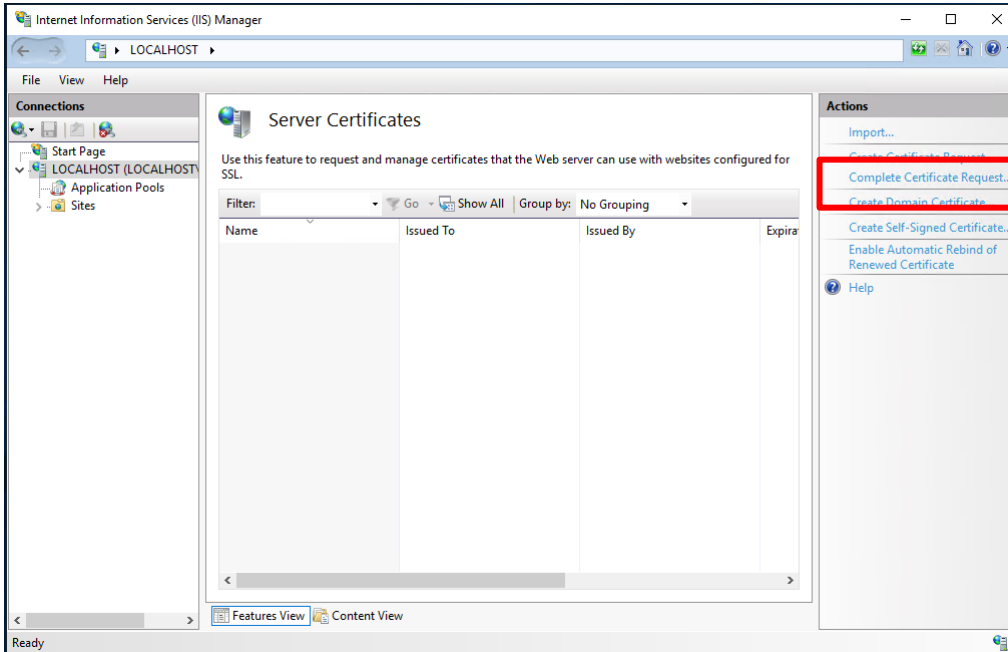 Internet Information Services (IIS) Manager
LOCALHOST
File View Help
Connections
Start Page
LOCALHOST (LOCALHOST\
Application Pools
Sites
Server Certificates
Use this feature to request and manage certificates that the Web server can use with websites configured for
SSL.
Filter: Go Show All Group by: No Grouping
Name Issued To Issued By Expira
Features View Content View
Actions
Import...
Create Certificate Request...
Complete Certificate Request..
Create Domain Certificate...
Create Self-Signed Certificate..
Enable Automatic Rebind of
Renewed Certificate
Help
Ready